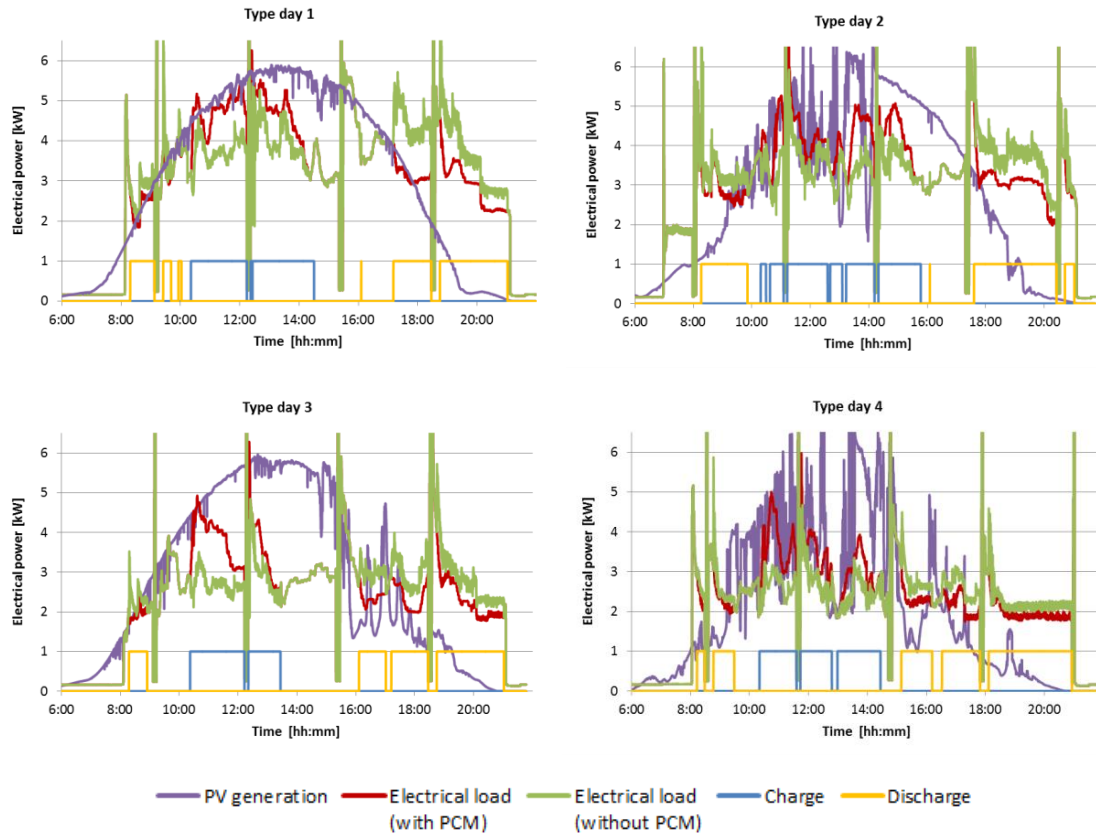 Type day 1
Electrical power [kW]
6
5
4
3
2
1
0
6:00 8:00 10:00 12:00 14:00 16:00 18:00 20:00
Time [hh:mm]
Type day 2
Electrical power [kW]
6
5
4
3
2
1
0
6:00 8:00 10:00 12:00 14:00 16:00 18:00 20:00
Time [hh:mm]
Type day 3
Electrical power [kW]
6
5
4
3
2
1
0
6:00 8:00 10:00 12:00 14:00 16:00 18:00 20:00
Time [hh:mm]
Type day 4
Electrical power [kW]
6
5
4
3
2
1
0
6:00 8:00 10:00 12:00 14:00 16:00 18:00 20:00
Time [hh:mm]
PV generation Electrical load Electrical load Charge Discharge
(with PCM) (without PCM)